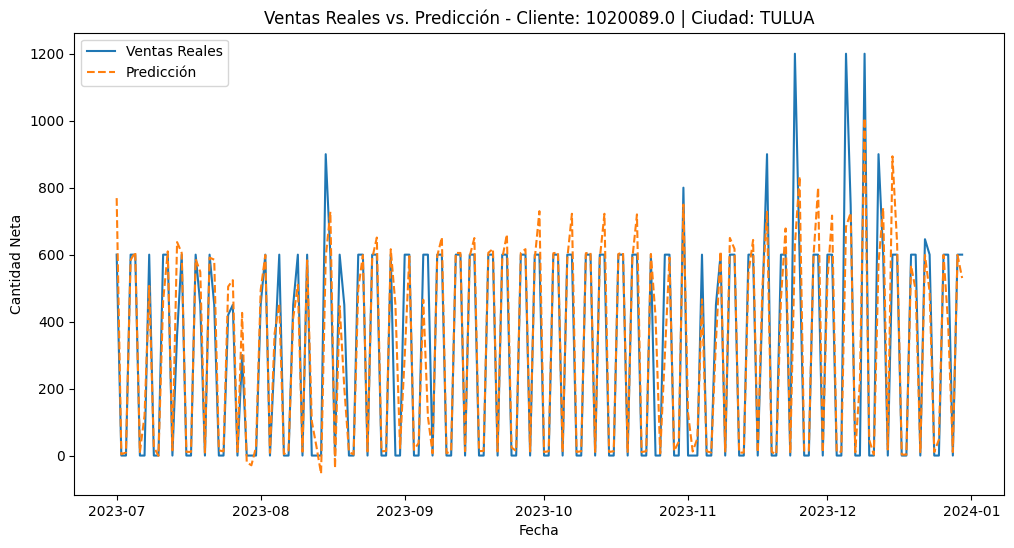 Ventas Reales vs. Predicción - Cliente: 1020089.0 | Ciudad: TULUA
Ventas Reales
Predicción
Cantidad Neta
1200
1000
800
600
400
200
0
2023-07
2023-08
2023-09
2023-10
2023-11
2023-12
2024-01
Fecha